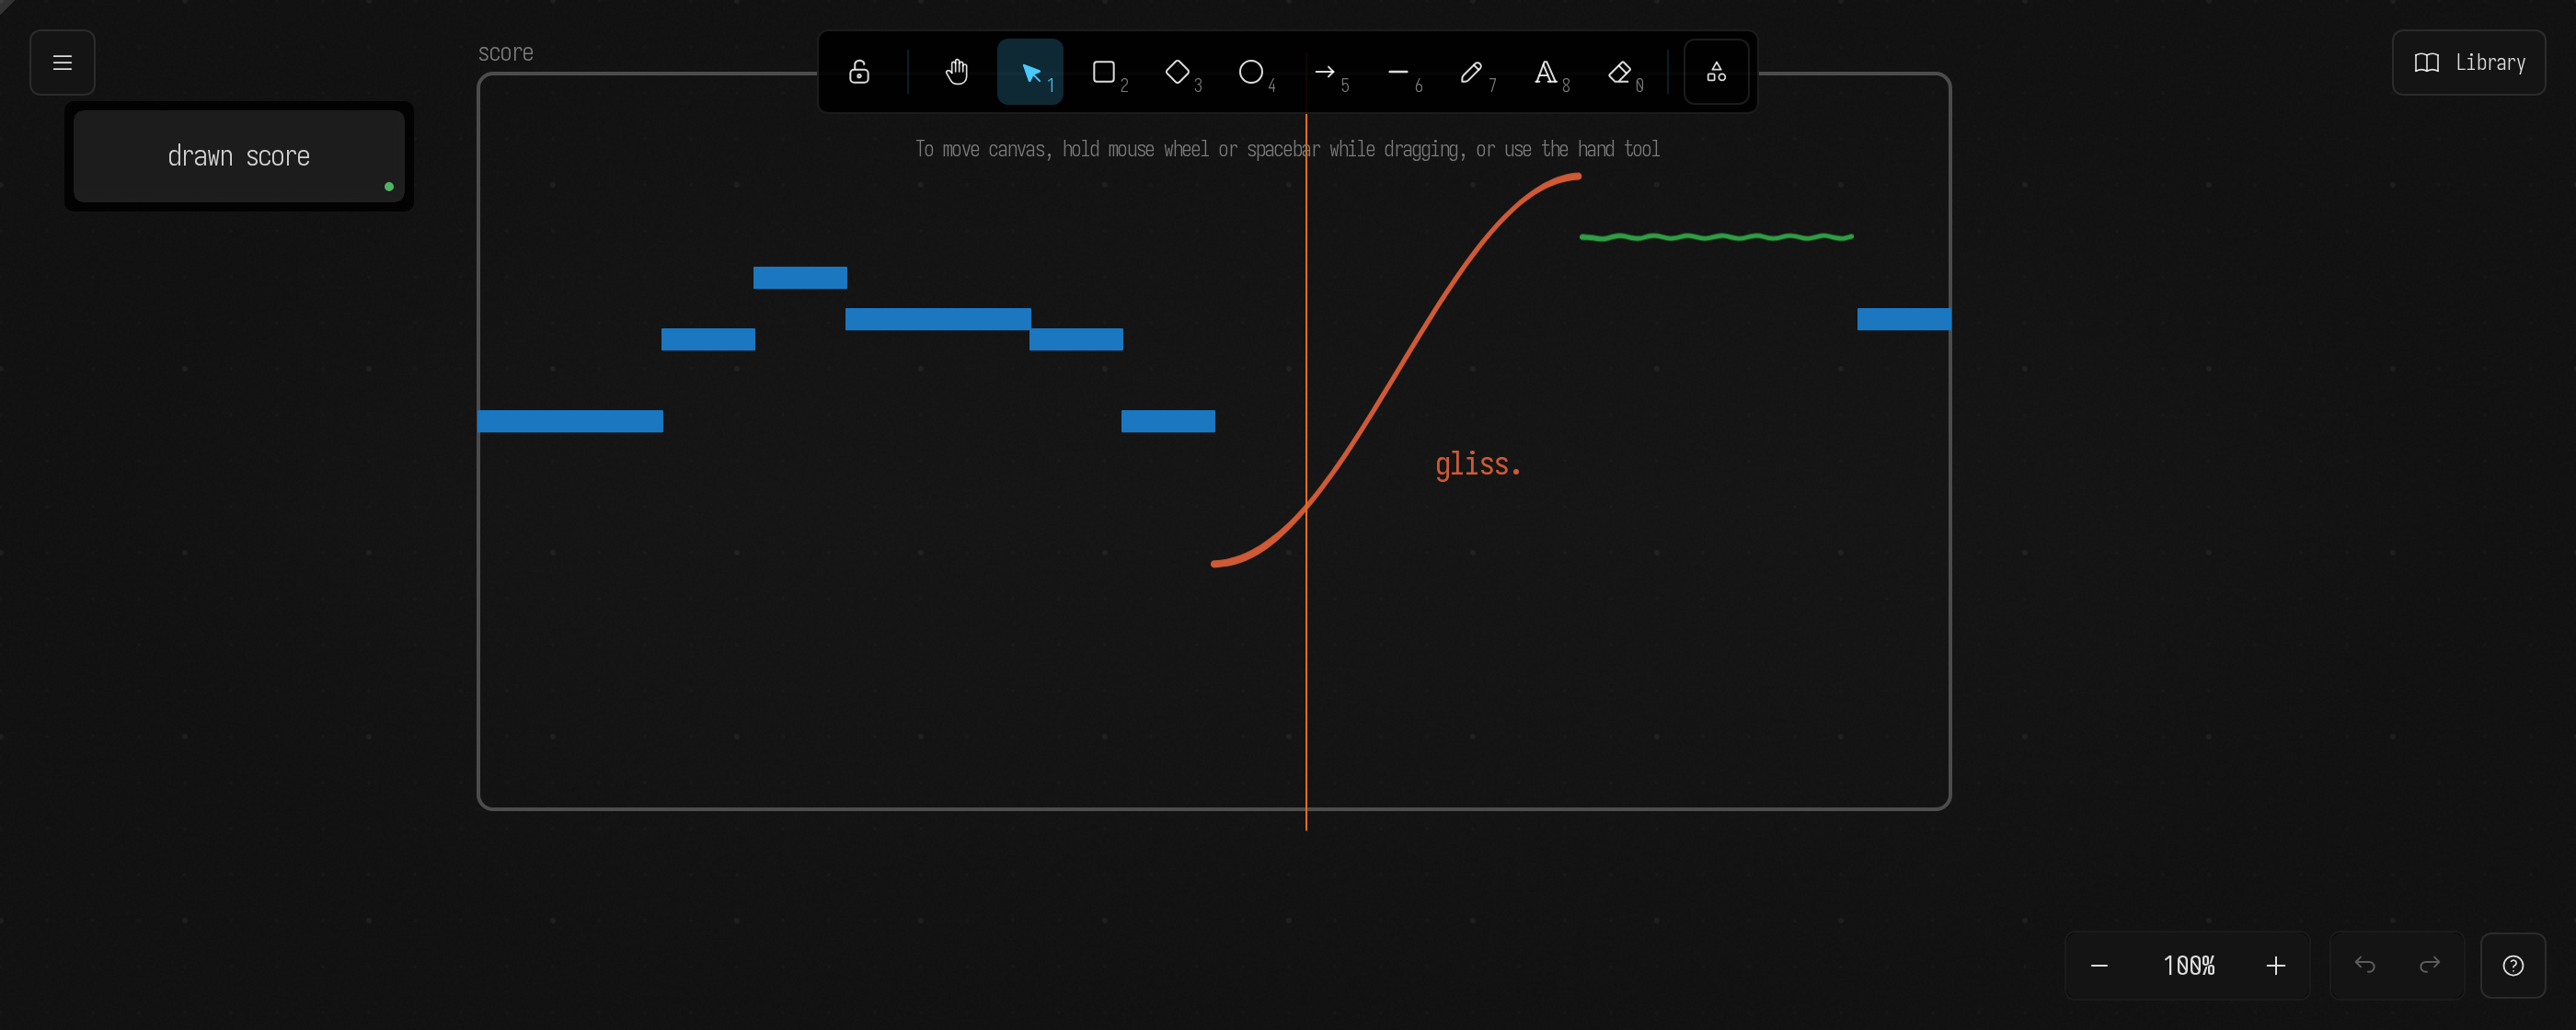 score
1
2
3
4
5
6
7
8
0
Library
drawn score
To move canvas, hold mouse wheel or spacebar while dragging, or use the hand tool
gliss.
100%